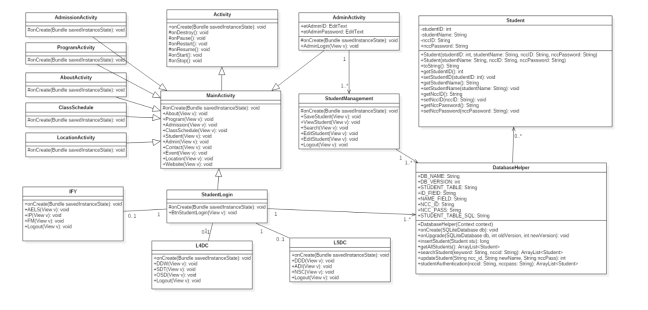 AdmissionActivity
#onCreate(Bundle savedInstanceState): void
ProgramActivity
#onCreate(Bundle savedInstanceState): void
AboutActivity
#onCreate(Bundle savedInstanceState): void
ClassSchedule
#onCreate(Bundle savedInstanceState): void
LocationActivity
#onCreate(Bundle savedInstanceState): void
Activity
#onCreate(Bundle savedInstanceState): void
#onDestroy(): void
#onPause(): void
#onRestart(): void
#onResume(): void
#onStart(): void
#onStop(): void
MainActivity
#onCreate(Bundle savedInstanceState): void
+About(View v): void
+Program(View v): void
+Admission(View v): void
+ClassSchedule(View v): void
+Student(View v): void
+Admin(View v): void
+Contact(View v): void
+Event(View v): void
+Location(View v): void
+Website(View v): void
AdminActivity
+etAdminID: EditText
+etAdminPassword: EditText
#onCreate(Bundle savedInstanceState): void
+AdminLogin(View v): void
1
1..*
StudentManagement
#onCreate(Bundle savedInstanceState): void
+SaveStudent(View v): void
+ViewStudent(View v): void
+Search(View v): void
+EditStudent(View v): void
+EditStudent(View v): void
+Logout(View v): void
1
1..*
Student
-studentID: int
-studentName: String
-nccID: String
-nccPassword: String
+Student(studentID: int, studentName: String, nccID: String, nccPassword: String)
+Student(studentName: String, nccID: String, nccPassword: String)
+toString(): String
+getStudentID(): int
+setStudentID(studentID: int): void
+getStudentName(): String
+setStudentName(studentName: String): void
+getNccID(): String
+setNccID(nccID: String): void
+getNccPassword(): String
+setNccPassword(nccPassword: String): void
0..*
DatabaseHelper
+DB_NAME: String
+DB_VERSION: int
+STUDENT_TABLE: String
+ID_FIElD: String
+NAME_FIELD: String
+NCC_ID: String
+NCC_PASS: String
+STUDENT_TABLE_SQL: String
+DatabaseHelper(Context context)
+onCreate(SQLiteDatabase db): void
+onUpgrade(SQLiteDatabase db, int oldVersion, int newVersion): void
+insertStudent(Student stu): long
+getAllStudents(): ArrayList<Student>
+searchStudent(keyword: String, nccid: String): ArrayList<Student>
+updateStudent(String ncc_id, String newName, String nccPass): int
+studentAuthentication(nccid: String, nccpass: String): ArrayList<Student>
StudentLogin
#onCreate(Bundle savedInstanceState): void
+BtnStudentLogin(View v): void
1
1
1
1..*
IFY
#onCreate(Bundle savedInstanceState): void
+AELS(View v): void
+IP(View v): void
+FM(View v): void
+Logout(View v): void
0..1
L4DC
#onCreate(Bundle savedInstanceState): void
+DDW(View v): void
+SDT(View v): void
+OSD(View v): void
+Logout(View v): void
0..1
L5DC
#onCreate(Bundle savedInstanceState): void
+DDD(View v): void
+AD(View v): void
+NSC(View v): void
+Logout(View v): void